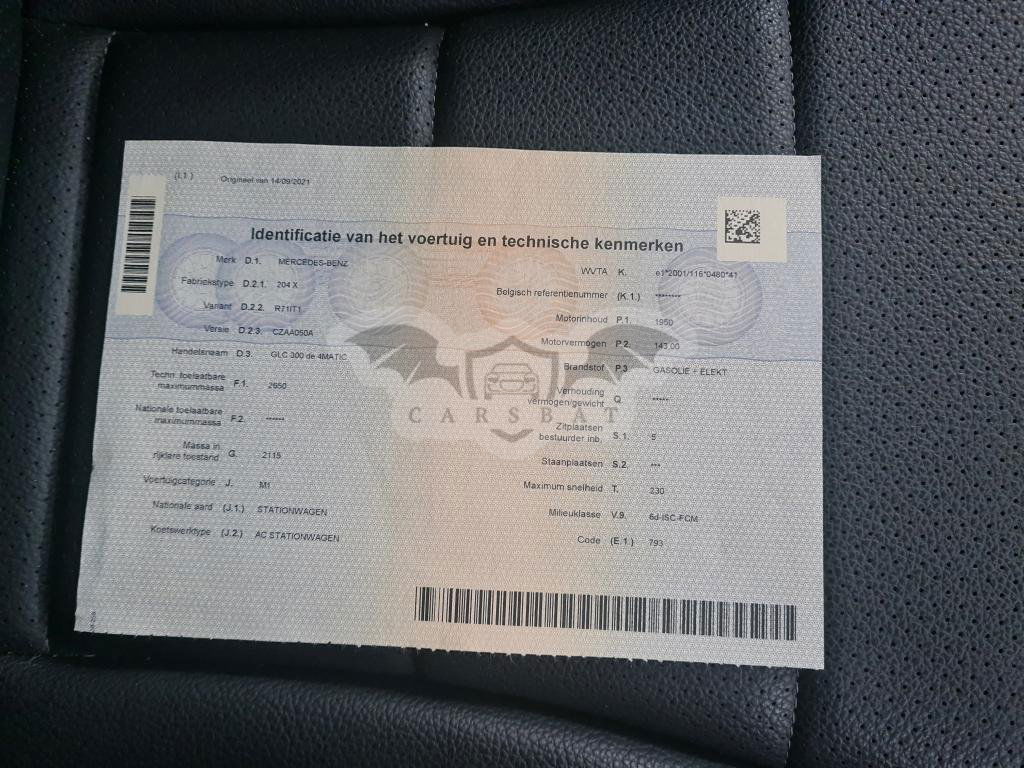 (I.1.) Origineel van 14/09/2021
Identificatie van het voertuig en technische kenmerken
Merk D.1. MERCEDES-BENZ
Fabriekstype D.2.1. 204 X
Variant D.2.2. R71IT1
Versie D.2.3. CZAA050A
Handelsnaam D.3. GLC 300 de 4MATIC
Techn. toelaatbare
maximummassa F.1. 2650
Nationale toelaatbare
maximummassa F.2. ------
Massa in
rijklare toestand G. 2115
Voertuigcategorie J. M1
Nationale aard (J.1.) STATIONWAGEN
Koetswerktype (J.2.) AC STATIONWAGEN
WVTA K. e1*2001/116*0480*41
Belgisch referentienummer (K.1.) ********
Motorinhoud P.1. 1950
Motorvermogen P.2. 143.00
Brandstof P.3 GASOLIE + ELEKT
Verhouding
vermogen/gewicht Q -----
Zitplaatsen
bestuurder inb. S.1. 5
Staanplaatsen S.2. ---
Maximum snelheid T. 230
Milieuklasse V.9. 6d-ISC-FCM
Code (E.1.) 793
CARSBAT